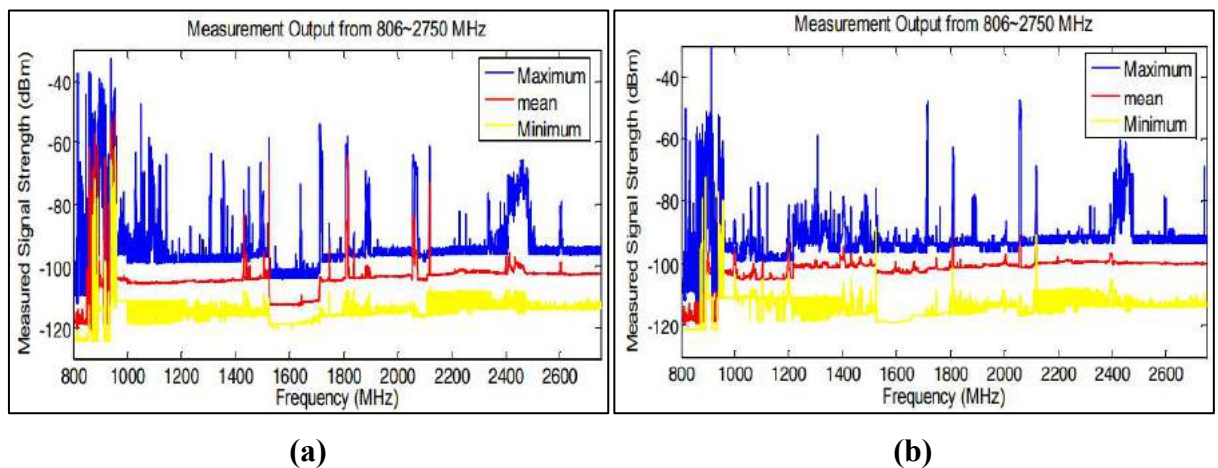 Measurement Output from 806~2750 MHz
Measured Signal Strength (dBm)
-40
-60
-80
-100
-120
Maximum
mean
Minimum
800 1000 1200 1400 1600 1800 2000 2200 2400 2600
Frequency (MHz)
(a)
Measurement Output from 806~2750 MHz
Measured Signal Strength (dBm)
-40
-60
-80
-100
-120
Maximum
mean
Minimum
800 1000 1200 1400 1600 1800 2000 2200 2400 2600
Frequency (MHz)
(b)